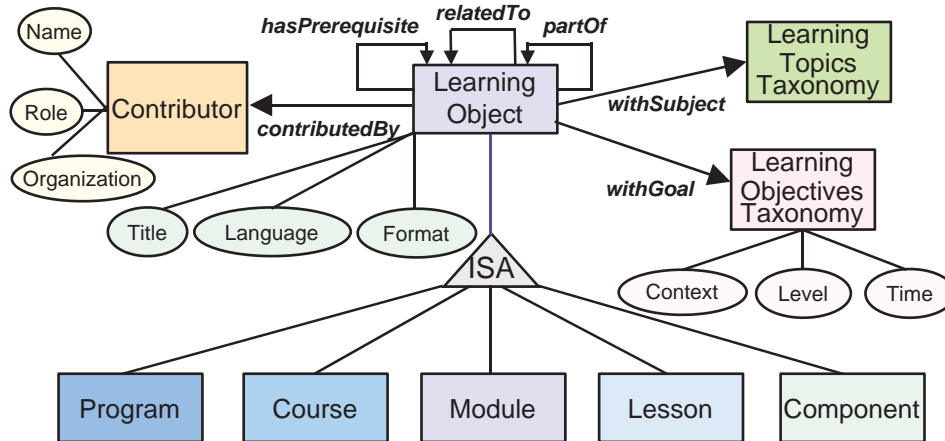 relatedTo
hasPrerequisite
partOf
Name
Learning
Object
Learning
Topics
Taxonomy
Role
Contributor
contributedBy
withSubject
Organization
Learning
Objectives
Taxonomy
withGoal
Title
Language
Format
ISA
Context
Level
Time
Program
Course
Module
Lesson
Component